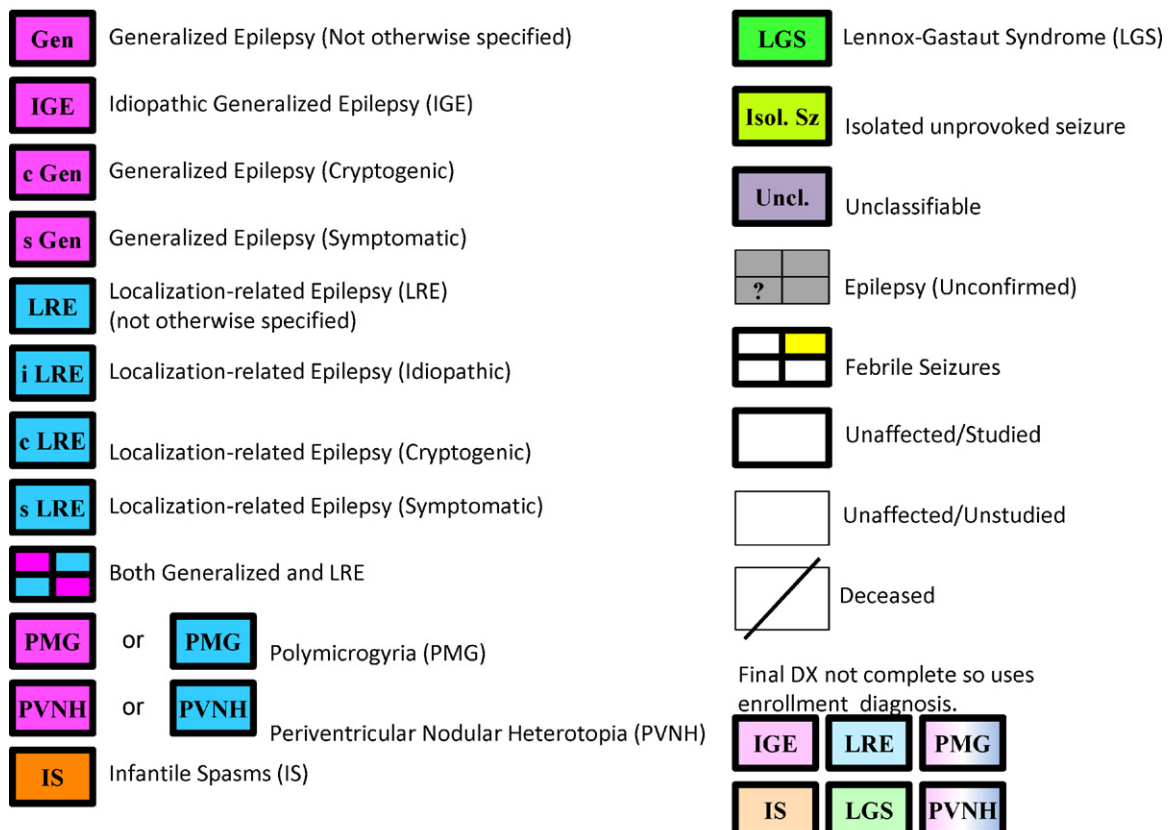 Gen Generalized Epilepsy (Not otherwise specified)
IGE Idiopathic Generalized Epilepsy (IGE)
c Gen Generalized Epilepsy (Cryptogenic)
s Gen Generalized Epilepsy (Symptomatic)
LRE Localization-related Epilepsy (LRE)
(not otherwise specified)
i LRE Localization-related Epilepsy (Idiopathic)
c LRE Localization-related Epilepsy (Cryptogenic)
s LRE Localization-related Epilepsy (Symptomatic)
Both Generalized and LRE
PMG or PMG Polymicrogyria (PMG)
PVNH or PVNH Periventricular Nodular Heterotopia (PVNH)
IS Infantile Spasms (IS)
LGS Lennox-Gastaut Syndrome (LGS)
Isol. Sz Isolated unprovoked seizure
Uncl. Unclassifiable
? Epilepsy (Unconfirmed)
Febrile Seizures
Unaffected/Studied
Unaffected/Unstudied
Deceased
Final DX not complete so uses
enrollment diagnosis.
IGE LRE PMG
IS LGS PVNH